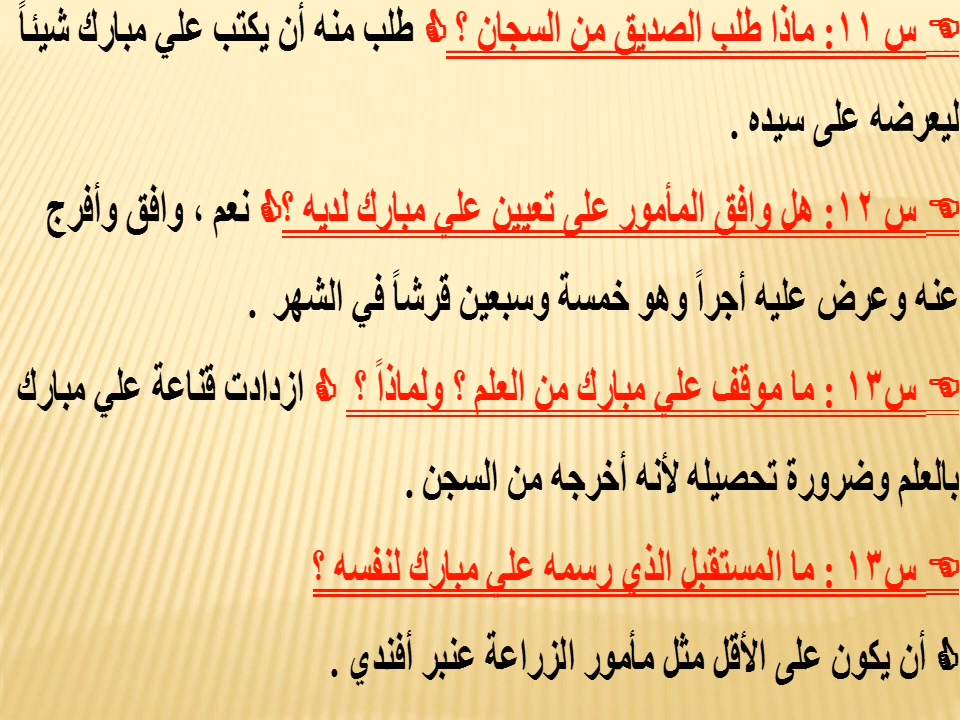 ☜ س ١١: ماذا طلب الصديق من السجان ؟ طلب منه أن يكتب علي مبارك شيئاً
ليعرضه على سيده .
☜ س ١٢: هل وافق المأمور على تعيين علي مبارك لديه ؟ نعم ، وافق وأفرج
عنه وعرض عليه أجراً وهو خمسة وسبعين قرشاً في الشهر .
☜ س١٣ : ما موقف علي مبارك من العلم ؟ ولماذاً ؟ ازدادت قناعة علي مبارك
بالعلم وضرورة تحصيله لأنه أخرجه من السجن .
☜ س١٣ : ما المستقبل الذي رسمه علي مبارك لنفسه ؟
أن يكون على الأقل مثل مأمور الزراعة عنبر أفندي .